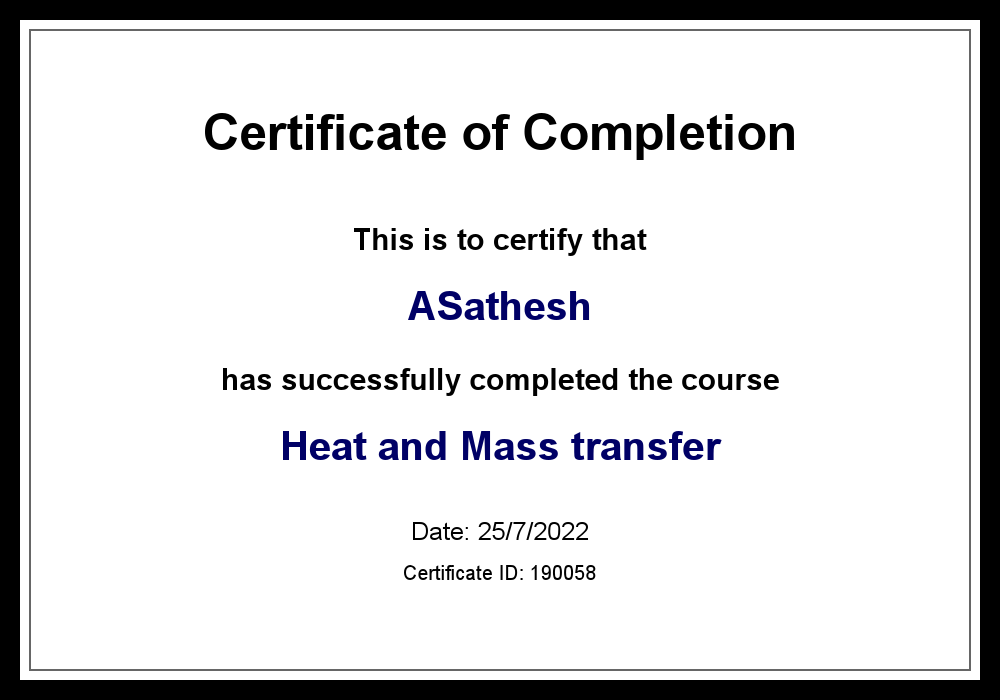 Certificate of Completion
This is to certify that
ASathesh
has successfully completed the course
Heat and Mass transfer
Date: 25/7/2022
Certificate ID: 190058